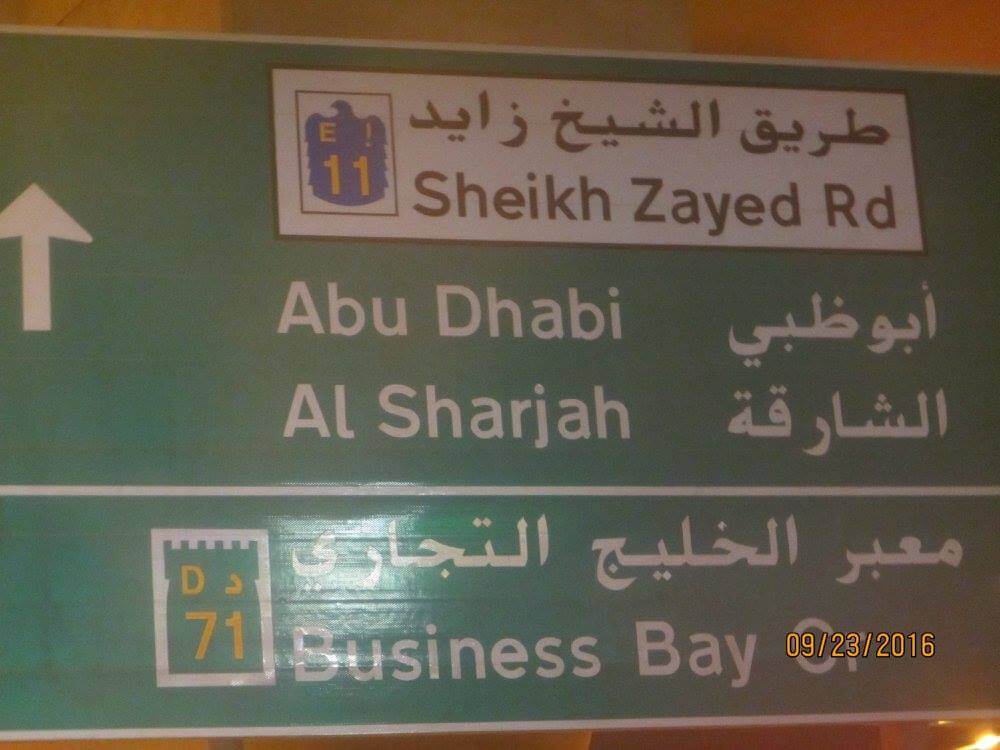 E إ
11
طريق الشيخ زايد
Sheikh Zayed Rd
Abu Dhabi أبوظبي
Al Sharjah الشارقة
D د
71
معبر الخليج التجاري
Business Bay Cr
09/23/2016